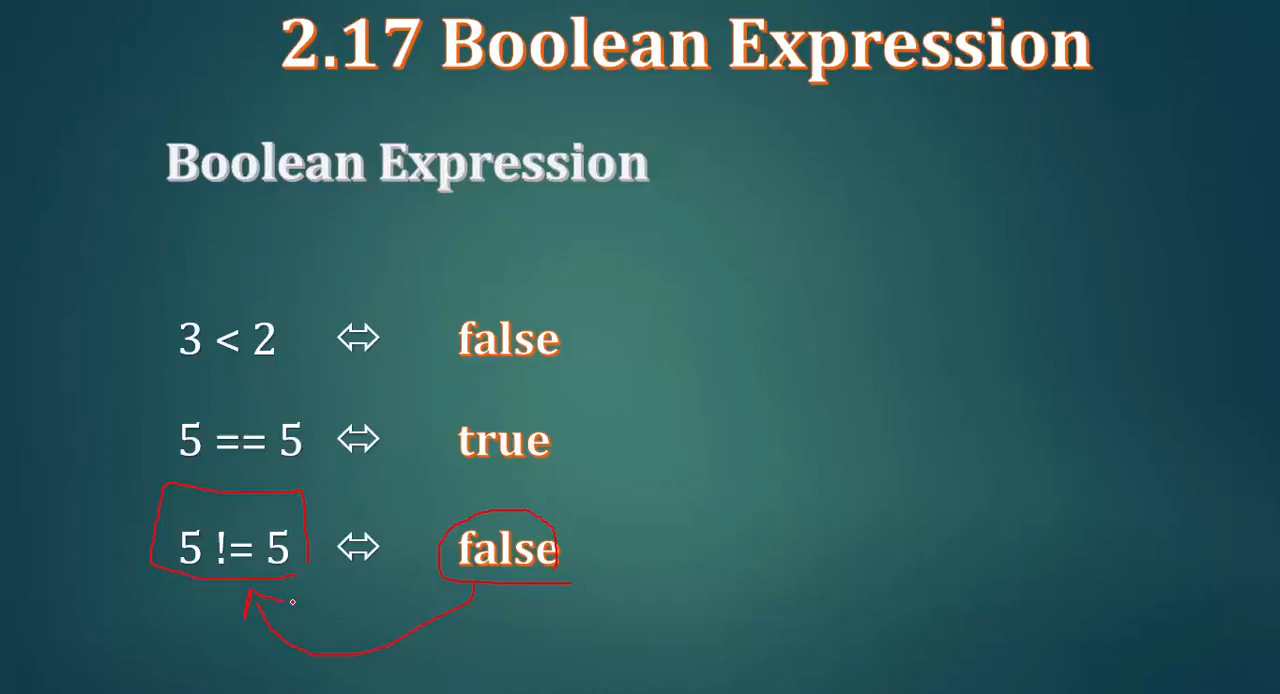 2.17 Boolean Expression
Boolean Expression
3 < 2 ⬄ false
5 == 5 ⬄ true
5 != 5 ⬄ false